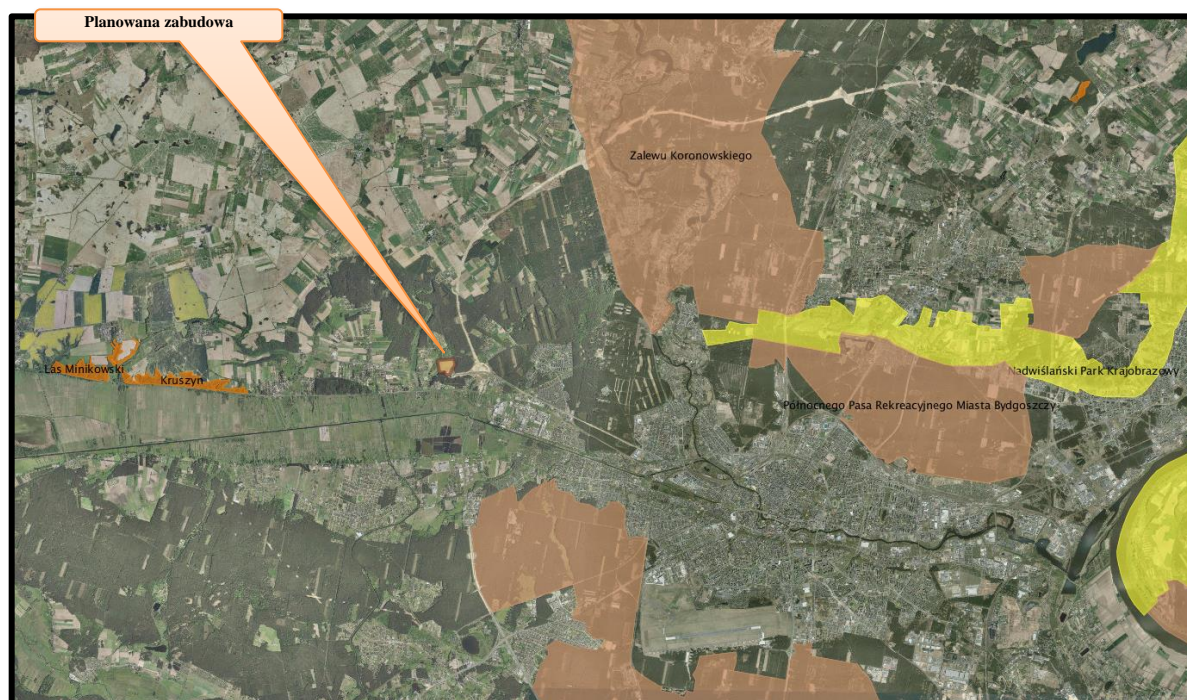 Planowana zabudowa
Zalewu Koronowskiego
Las Minikowski
Kruszyn
Nadwiślański Park Krajobrazowy
Północnego Pasa Rekreacyjnego Miasta Bydgoszczy